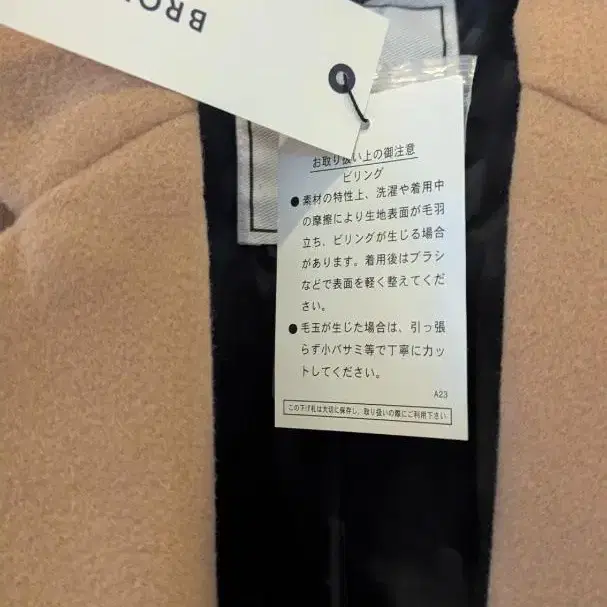 BRO
お取り扱い上の御注意
ピリング
●素材の特性上、洗濯や着用中
の摩擦により生地表面が毛羽
立ち、ピリングが生じる場合
があります。着用後はブラシ
などで表面を軽く整えてくだ
さい。
●毛玉が生じた場合は、引っ張
らず小バサミ等で丁寧にカッ
トしてください。
A23
この下げ札は大切に保存し、取り扱いの際にご利用下さい